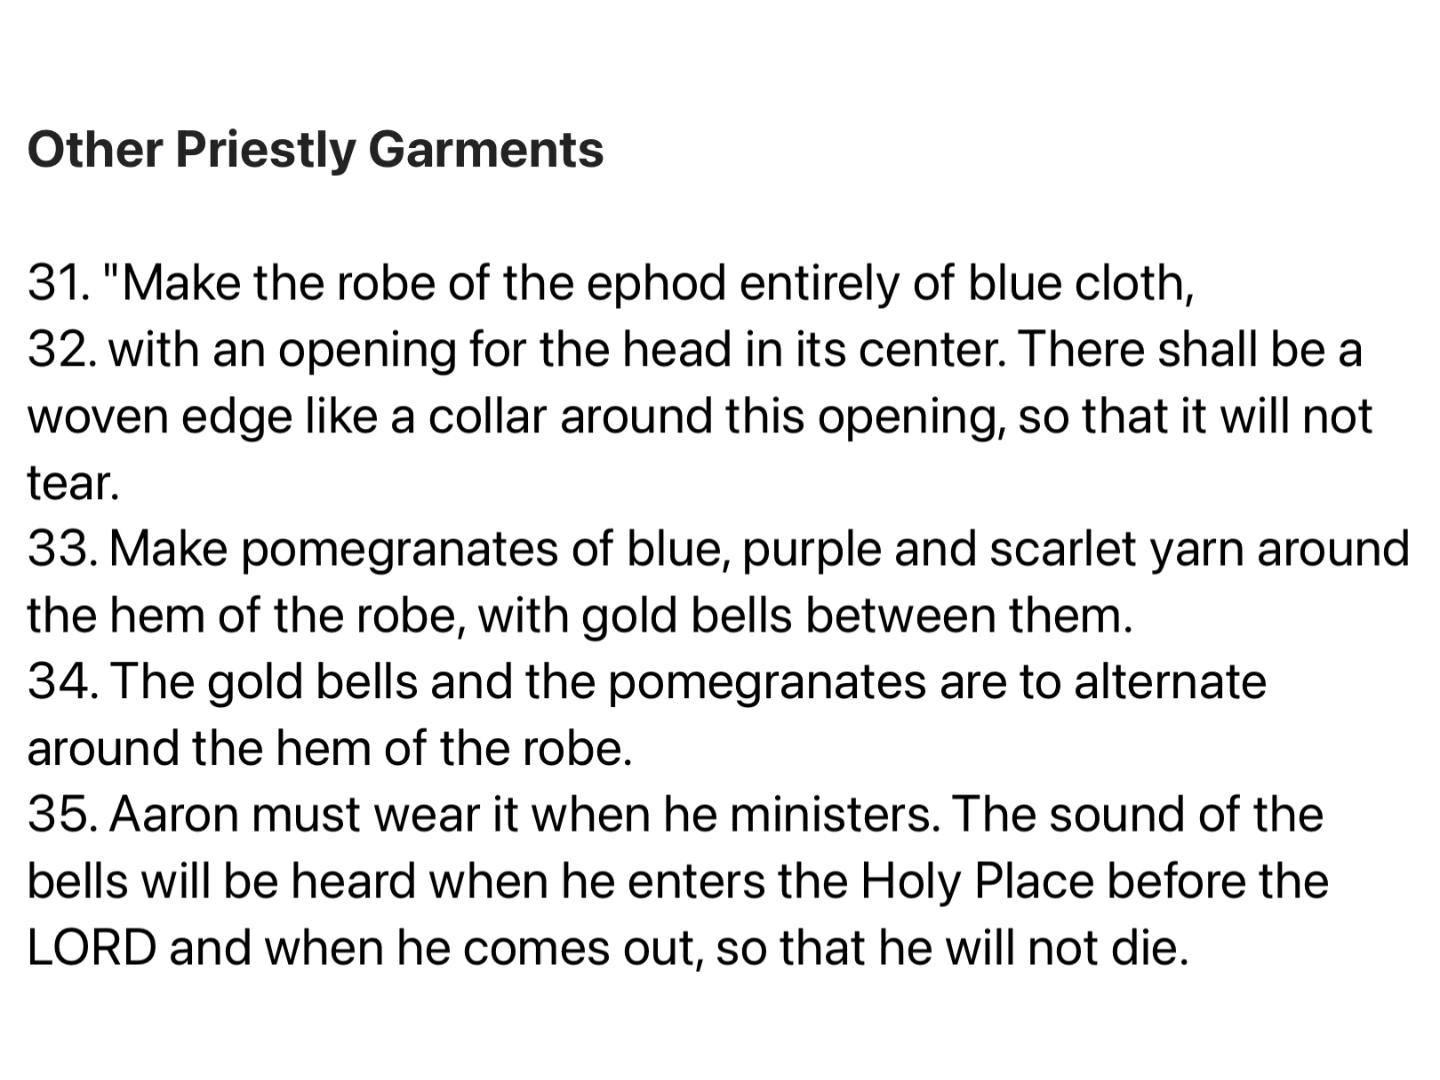 Other Priestly Garments
31. "Make the robe of the ephod entirely of blue cloth,
32. with an opening for the head in its center. There shall be a
woven edge like a collar around this opening, so that it will not
tear.
33. Make pomegranates of blue, purple and scarlet yarn around
the hem of the robe, with gold bells between them.
34. The gold bells and the pomegranates are to alternate
around the hem of the robe.
35. Aaron must wear it when he ministers. The sound of the
bells will be heard when he enters the Holy Place before the
LORD and when he comes out, so that he will not die.